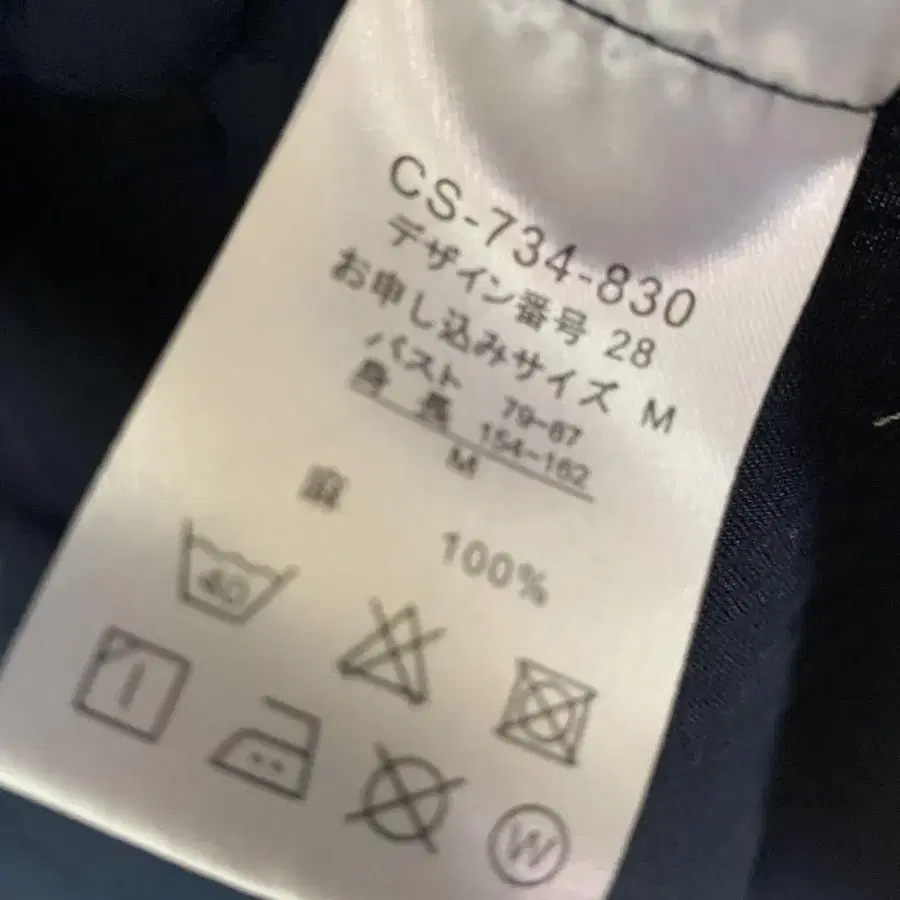 CS-734-830
デザイン番号 28
お申し込みサイズ M
バスト 79-87
身長 154-162
M
麻 100%
40
W